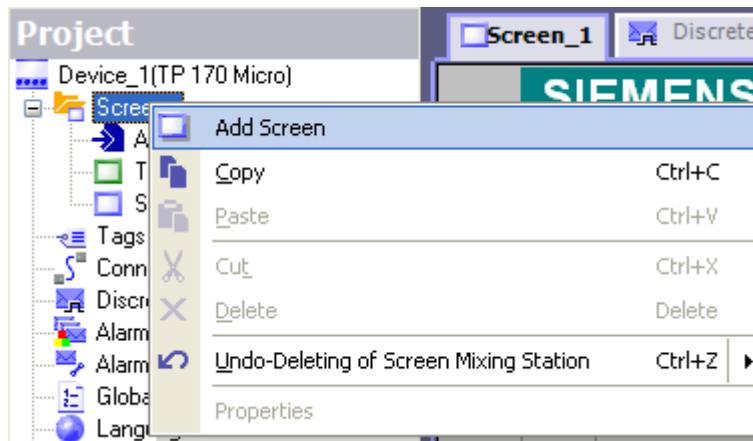 Project
Screen_1
Discrete
Device_1(TP 170 Micro)
SIEMENS
Add Screen
Copy Ctrl+C
Paste Ctrl+V
Tags
Cut Ctrl+X
Delete Delete
Undo-Deleting of Screen Mixing Station Ctrl+Z
Properties